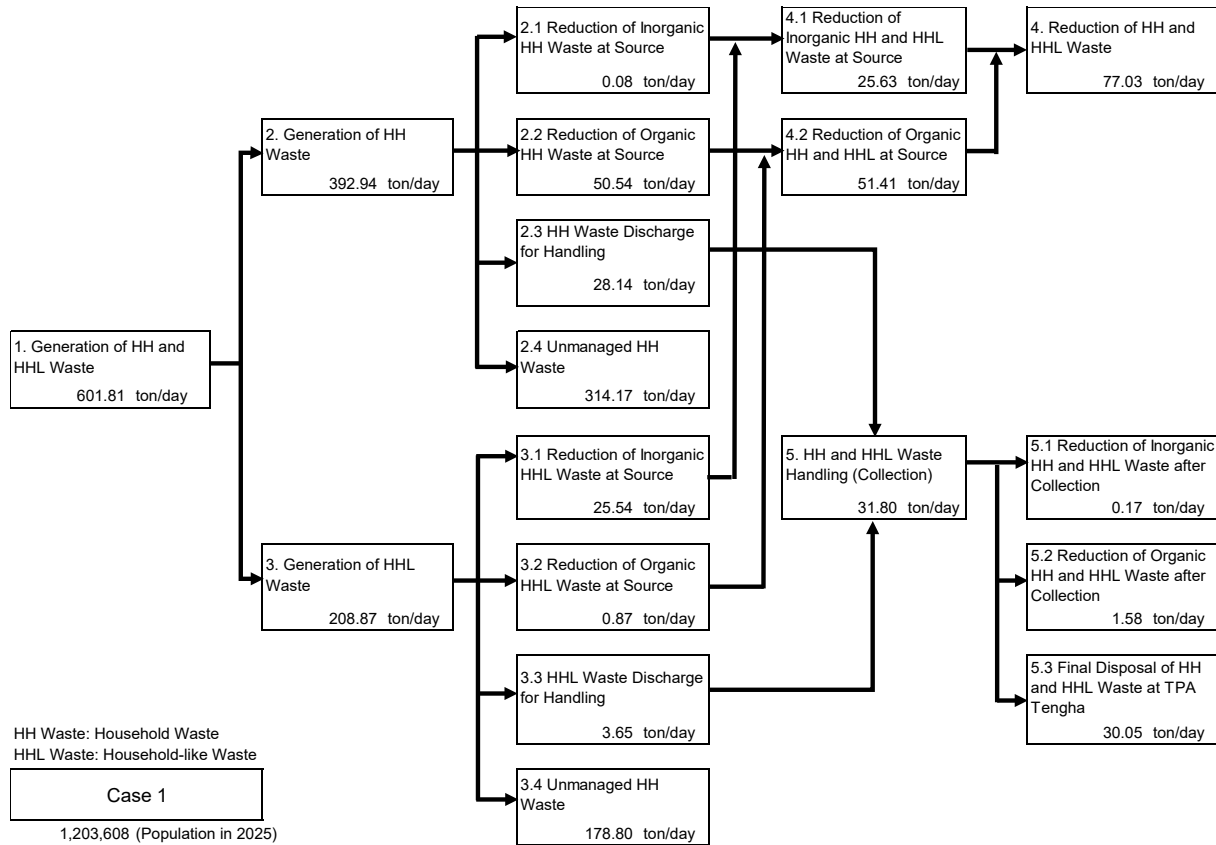 2.1 Reduction of Inorganic
HH Waste at Source
0.08 ton/day
4.1 Reduction of
Inorganic HH and HHL
Waste at Source
25.63 ton/day
4. Reduction of HH and
HHL Waste
77.03 ton/day
2. Generation of HH
Waste
392.94 ton/day
2.2 Reduction of Organic
HH Waste at Source
50.54 ton/day
4.2 Reduction of Organic
HH and HHL at Source
51.41 ton/day
2.3 HH Waste Discharge
for Handling
28.14 ton/day
1. Generation of HH and
HHL Waste
601.81 ton/day
2.4 Unmanaged HH
Waste
314.17 ton/day
3.1 Reduction of Inorganic
HHL Waste at Source
25.54 ton/day
5. HH and HHL Waste
Handling (Collection)
31.80 ton/day
5.1 Reduction of Inorganic
HH and HHL Waste after
Collection
0.17 ton/day
3. Generation of HHL
Waste
208.87 ton/day
3.2 Reduction of Organic
HHL Waste at Source
0.87 ton/day
5.2 Reduction of Organic
HH and HHL Waste after
Collection
1.58 ton/day
3.3 HHL Waste Discharge
for Handling
3.65 ton/day
5.3 Final Disposal of HH
and HHL Waste at TPA
Tengha
30.05 ton/day
HH Waste: Household Waste
HHL Waste: Household-like Waste
Case 1
1,203,608 (Population in 2025)
3.4 Unmanaged HH
Waste
178.80 ton/day